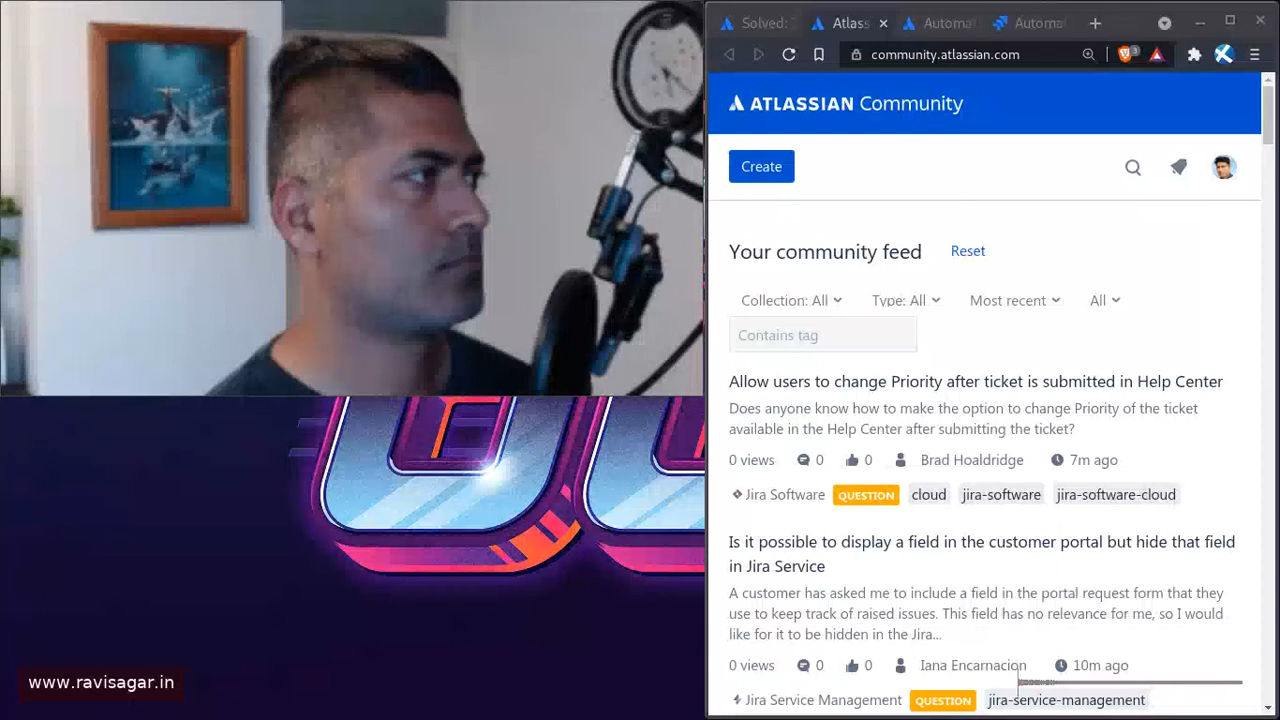 Solved:
Atlass
Automat
Automat
community.atlassian.com
3
ATLASSIAN Community
Create
Your community feed
Reset
Collection: All
Type: All
Most recent
All
Contains tag
Allow users to change Priority after ticket is submitted in Help Center
Does anyone know how to make the option to change Priority of the ticket
available in the Help Center after submitting the ticket?
0 views 0 0 Brad Hoaldridge 7m ago
Jira Software QUESTION cloud jira-software jira-software-cloud
Is it possible to display a field in the customer portal but hide that field
in Jira Service
A customer has asked me to include a field in the portal request form that they
use to keep track of raised issues. This field has no relevance for me, so I would
like for it to be hidden in the Jira...
0 views 0 0 Iana Encarnacion 10m ago
Jira Service Management QUESTION jira-service-management
www.ravisagar.in